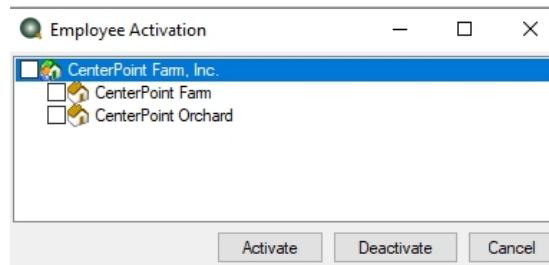 Employee Activation
CenterPoint Farm, Inc.
CenterPoint Farm
CenterPoint Orchard
Activate Deactivate Cancel